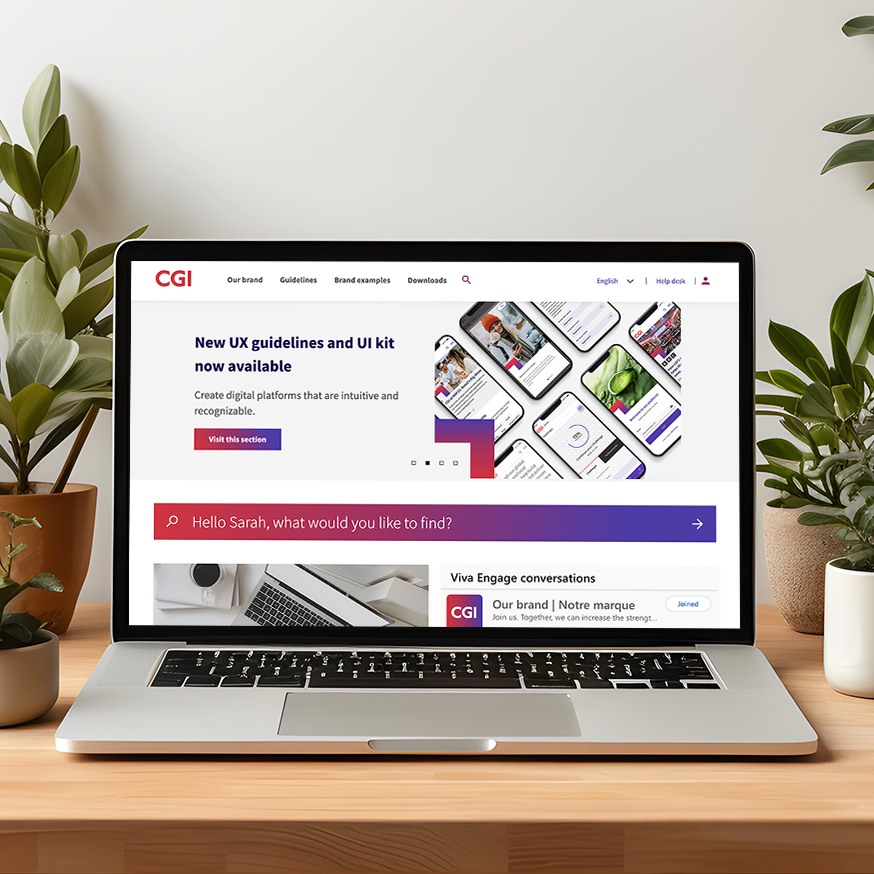 CGI
Our brand Guidelines Brand examples Downloads
English | Help desk |
New UX guidelines and UI kit
now available
Create digital platforms that are intuitive and
recognizable.
Visit this section
Hello Sarah, what would you like to find?
Viva Engage conversations
CGI
Our brand | Notre marque
Joined
Join us. Together, we can increase the strengt...